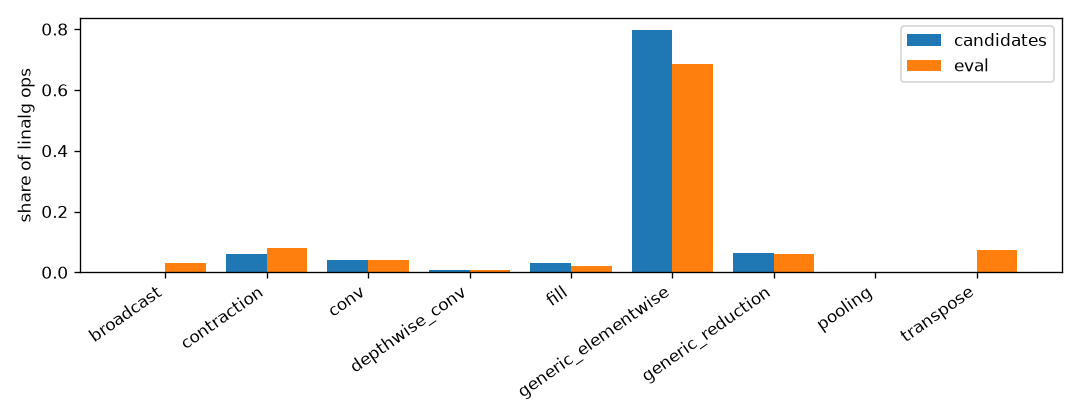 share of linalg ops
0.8
0.6
0.4
0.2
0.0
candidates
eval
broadcast
contraction
conv
depthwise_conv
fill
generic_elementwise
generic_reduction
pooling
transpose